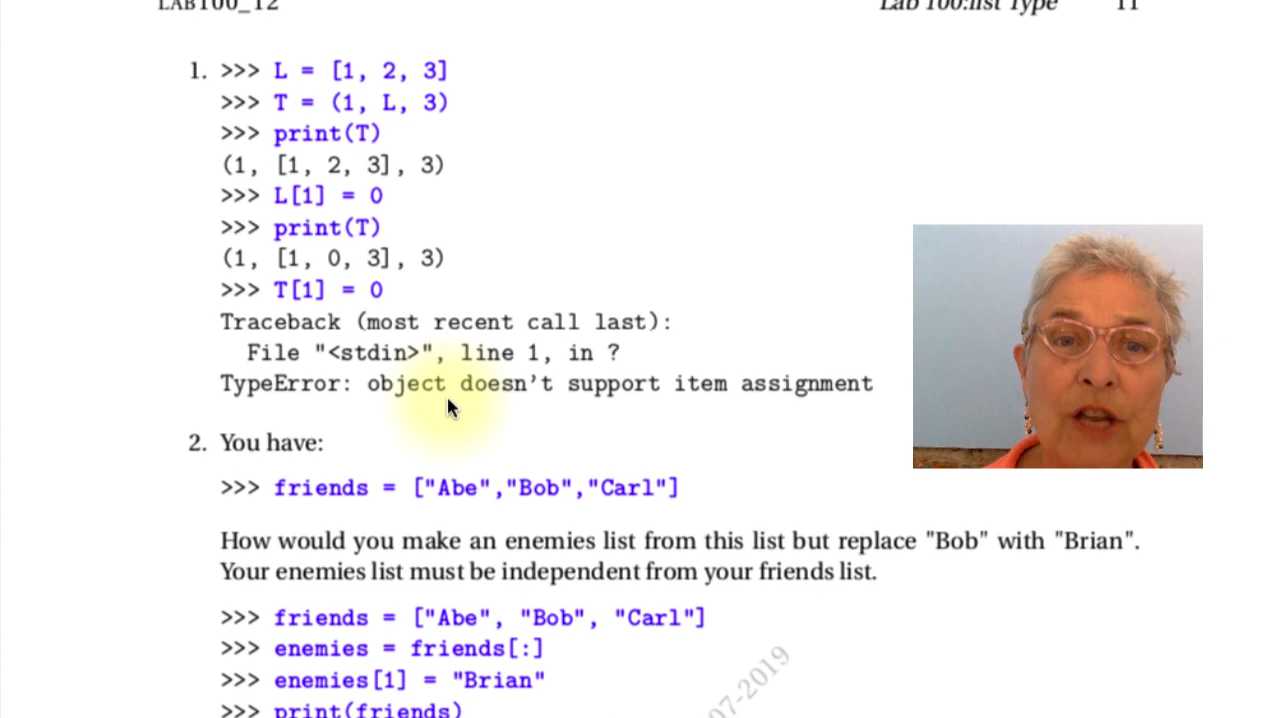 LAB100_12 Lab 100:list Type 11
1. >>> L = [1, 2, 3]
>>> T = (1, L, 3)
>>> print(T)
(1, [1, 2, 3], 3)
>>> L[1] = 0
>>> print(T)
(1, [1, 0, 3], 3)
>>> T[1] = 0
Traceback (most recent call last):
File "<stdin>", line 1, in ?
TypeError: object doesn't support item assignment
2. You have:
>>> friends = ["Abe","Bob","Carl"]
How would you make an enemies list from this list but replace "Bob" with "Brian".
Your enemies list must be independent from your friends list.
>>> friends = ["Abe", "Bob", "Carl"]
>>> enemies = friends[:]
>>> enemies[1] = "Brian"
>>> print(friends)
07-2019